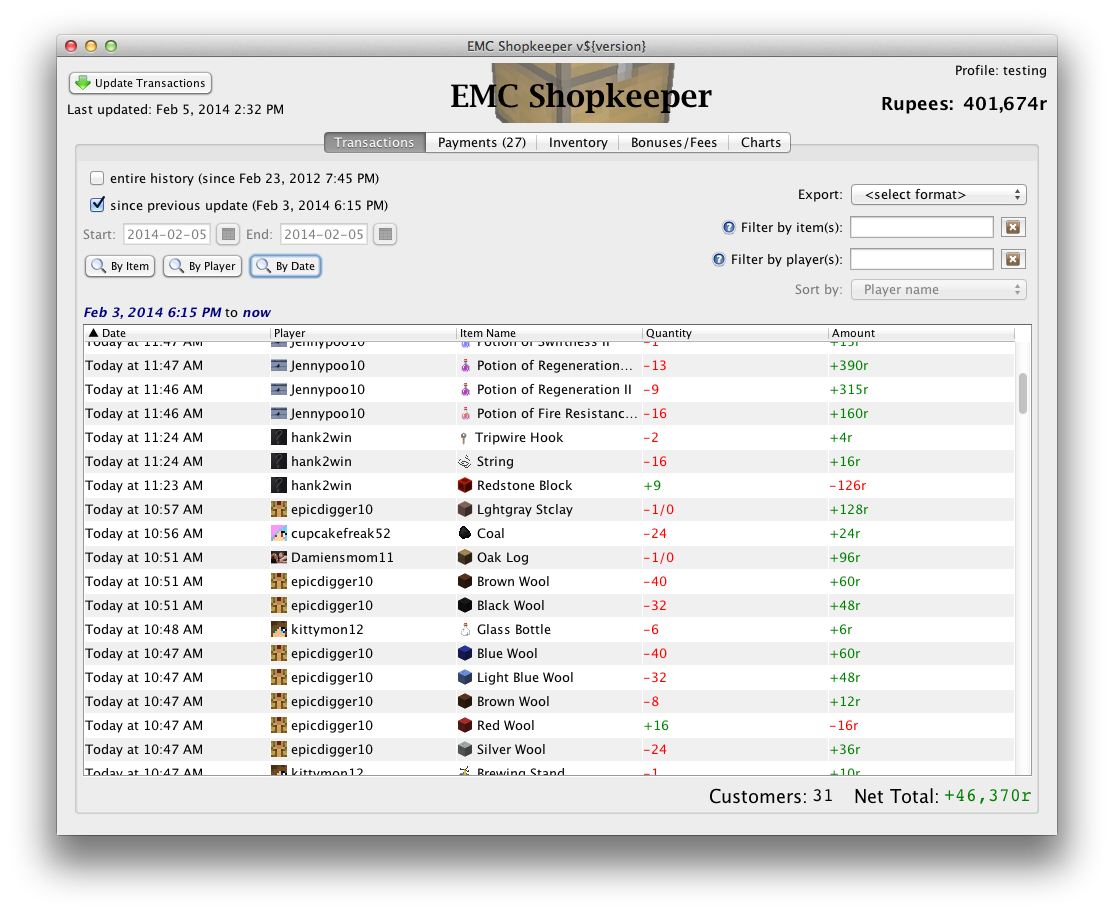 EMC Shopkeeper v${version}
Update Transactions
Last updated: Feb 5, 2014 2:32 PM
EMC Shopkeeper
Profile: testing
Rupees: 401,674r
Transactions Payments (27) Inventory Bonuses/Fees Charts
entire history (since Feb 23, 2012 7:45 PM)
since previous update (Feb 3, 2014 6:15 PM)
Start: 2014-02-05 End: 2014-02-05
By Item By Player By Date
Export: <select format>
Filter by item(s):
Filter by player(s):
Sort by: Player name
Feb 3, 2014 6:15 PM to now
Date Player Item Name Quantity Amount
Today at 11:47 AM Jennypoo10 Potion of Swiftness II -1 +15r
Today at 11:47 AM Jennypoo10 Potion of Regeneration... -13 +390r
Today at 11:46 AM Jennypoo10 Potion of Regeneration II -9 +315r
Today at 11:46 AM Jennypoo10 Potion of Fire Resistanc... -16 +160r
Today at 11:24 AM hank2win Tripwire Hook -2 +4r
Today at 11:24 AM hank2win String -16 +16r
Today at 11:23 AM hank2win Redstone Block +9 -126r
Today at 10:57 AM epicdigger10 Lghtgray Stclay -1/0 +128r
Today at 10:56 AM cupcakefreak52 Coal -24 +24r
Today at 10:51 AM Damiensmom11 Oak Log -1/0 +96r
Today at 10:51 AM epicdigger10 Brown Wool -40 +60r
Today at 10:51 AM epicdigger10 Black Wool -32 +48r
Today at 10:48 AM kittymon12 Glass Bottle -6 +6r
Today at 10:47 AM epicdigger10 Blue Wool -40 +60r
Today at 10:47 AM epicdigger10 Light Blue Wool -32 +48r
Today at 10:47 AM epicdigger10 Brown Wool -8 +12r
Today at 10:47 AM epicdigger10 Red Wool +16 -16r
Today at 10:47 AM epicdigger10 Silver Wool -24 +36r
Today at 10:47 AM kittymon12 Brewing Stand -1 +10r
Customers: 31 Net Total: +46,370r